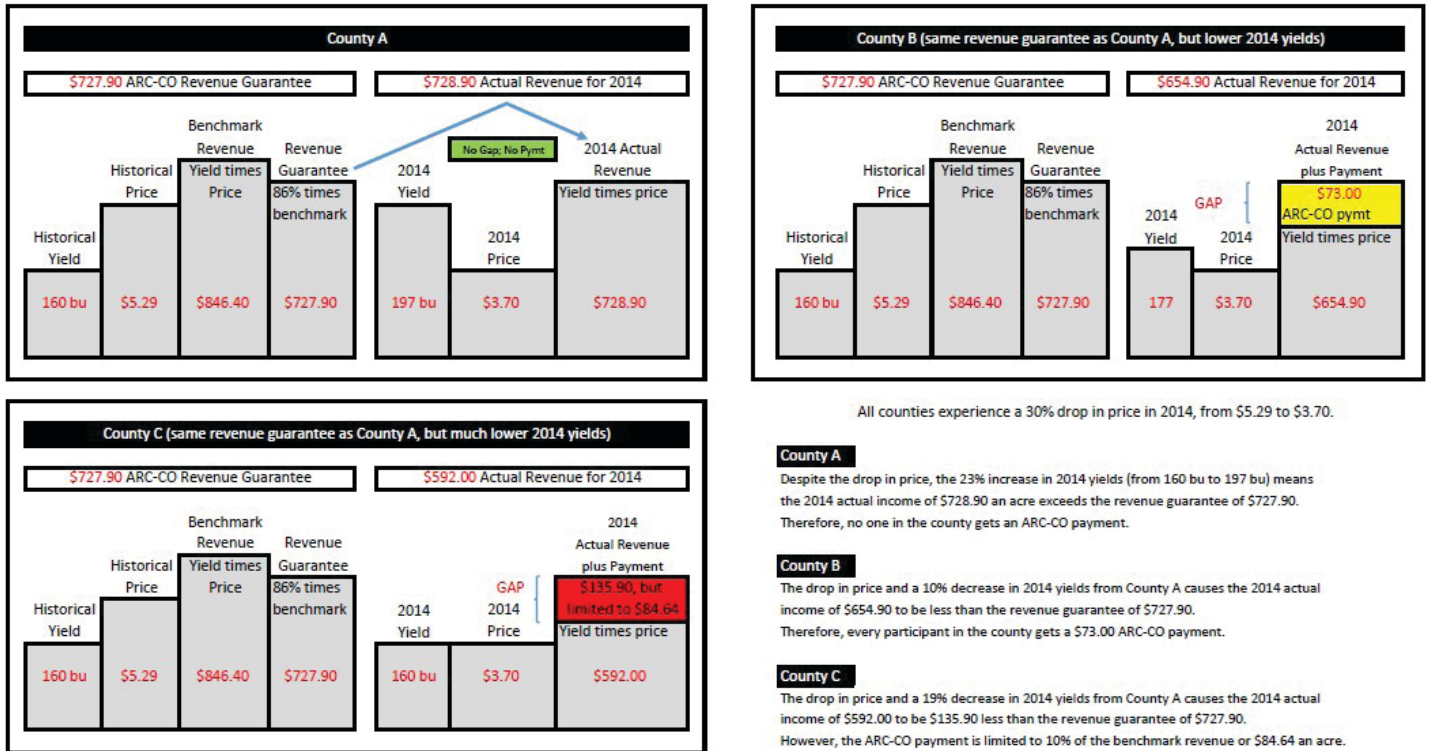 County A
$727.90 ARC-CO Revenue Guarantee
$728.90 Actual Revenue for 2014
Historical
Yield
160 bu
Historical
Price
$5.29
Benchmark
Revenue
Yield times
Price
$846.40
Revenue
Guarantee
86% times
benchmark
$727.90
2014
Yield
197 bu
No Gap; No Pymt
2014
Price
$3.70
2014 Actual
Revenue
Yield times price
$728.90
County B (same revenue guarantee as County A, but lower 2014 yields)
$727.90 ARC-CO Revenue Guarantee
$654.90 Actual Revenue for 2014
Historical
Yield
160 bu
Historical
Price
$5.29
Benchmark
Revenue
Yield times
Price
$846.40
Revenue
Guarantee
86% times
benchmark
$727.90
2014
Yield
177
GAP
2014
Price
$3.70
2014
Actual Revenue
plus Payment
$73.00
ARC-CO pymt
Yield times price
$654.90
County C (same revenue guarantee as County A, but much lower 2014 yields)
$727.90 ARC-CO Revenue Guarantee
$592.00 Actual Revenue for 2014
Historical
Yield
160 bu
Historical
Price
$5.29
Benchmark
Revenue
Yield times
Price
$846.40
Revenue
Guarantee
86% times
benchmark
$727.90
2014
Yield
160 bu
GAP
2014
Price
$3.70
2014
Actual Revenue
plus Payment
$135.90, but
limited to $84.64
Yield times price
$592.00
All counties experience a 30% drop in price in 2014, from $5.29 to $3.70.
County A
Despite the drop in price, the 23% increase in 2014 yields (from 160 bu to 197 bu) means
the 2014 actual income of $728.90 an acre exceeds the revenue guarantee of $727.90.
Therefore, no one in the county gets an ARC-CO payment.
County B
The drop in price and a 10% decrease in 2014 yields from County A causes the 2014 actual
income of $654.90 to be less than the revenue guarantee of $727.90.
Therefore, every participant in the county gets a $73.00 ARC-CO payment.
County C
The drop in price and a 19% decrease in 2014 yields from County A causes the 2014 actual
income of $592.00 to be $135.90 less than the revenue guarantee of $727.90.
However, the ARC-CO payment is limited to 10% of the benchmark revenue or $84.64 an acre.